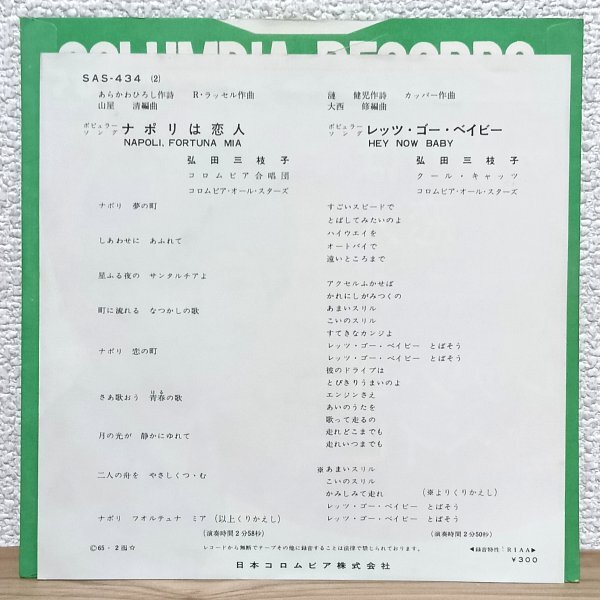 COLUMBIA RECORDS
SAS-434 (2)
あらかわひろし作詩 R・ラッセル作曲
山屋 清編曲
ポピュラーソング ナポリは恋人
NAPOLI, FORTUNA MIA
弘田三枝子
コロムビア合唱団
コロムビア・オール・スターズ
ナポリ 夢の町
しあわせに あふれて
星ふる夜の サンタルチアよ
町に流れる なつかしの歌
ナポリ 恋の町
さあ歌おう 青春の歌
はる
月の光が 静かにゆれて
二人の舟を やさしくつゝむ
ナポリ フオルテュナ ミア (以上くりかえし)
(演奏時間2分58秒)
漣 健児作詩 カッパー作曲
大西 修編曲
ポピュラーソング レッツ・ゴー・ベイビー
HEY NOW BABY
弘田三枝子
クール・キャッツ
コロムビア・オール・スターズ
すごいスピードで
とばしてみたいのよ
ハイウエイを
オートバイで
遠いところまで
アクセルふかせば
かれにしがみつくの
あまいスリル
こいのスリル
すてきなカンジよ
レッツ・ゴー・ベイビー とばそう
レッツ・ゴー・ベイビー とばそう
彼のドライブは
とびきりうまいのよ
エンジンさえ
あいのうたを
歌って走るの
走れどこまでも
走れいつまでも
※あまいスリル
こいのスリル
かみしみて走れ (※よりくりかえし)
レッツ・ゴー・ベイビー とばそう
レッツ・ゴー・ベイビー とばそう
(演奏時間2分50秒)
Ⓒ65・2 ☆
レコードから無断でテープその他に録音することは法律で禁じられております。
◀録音特性:RIAA▶
¥300
日本コロムビア株式会社